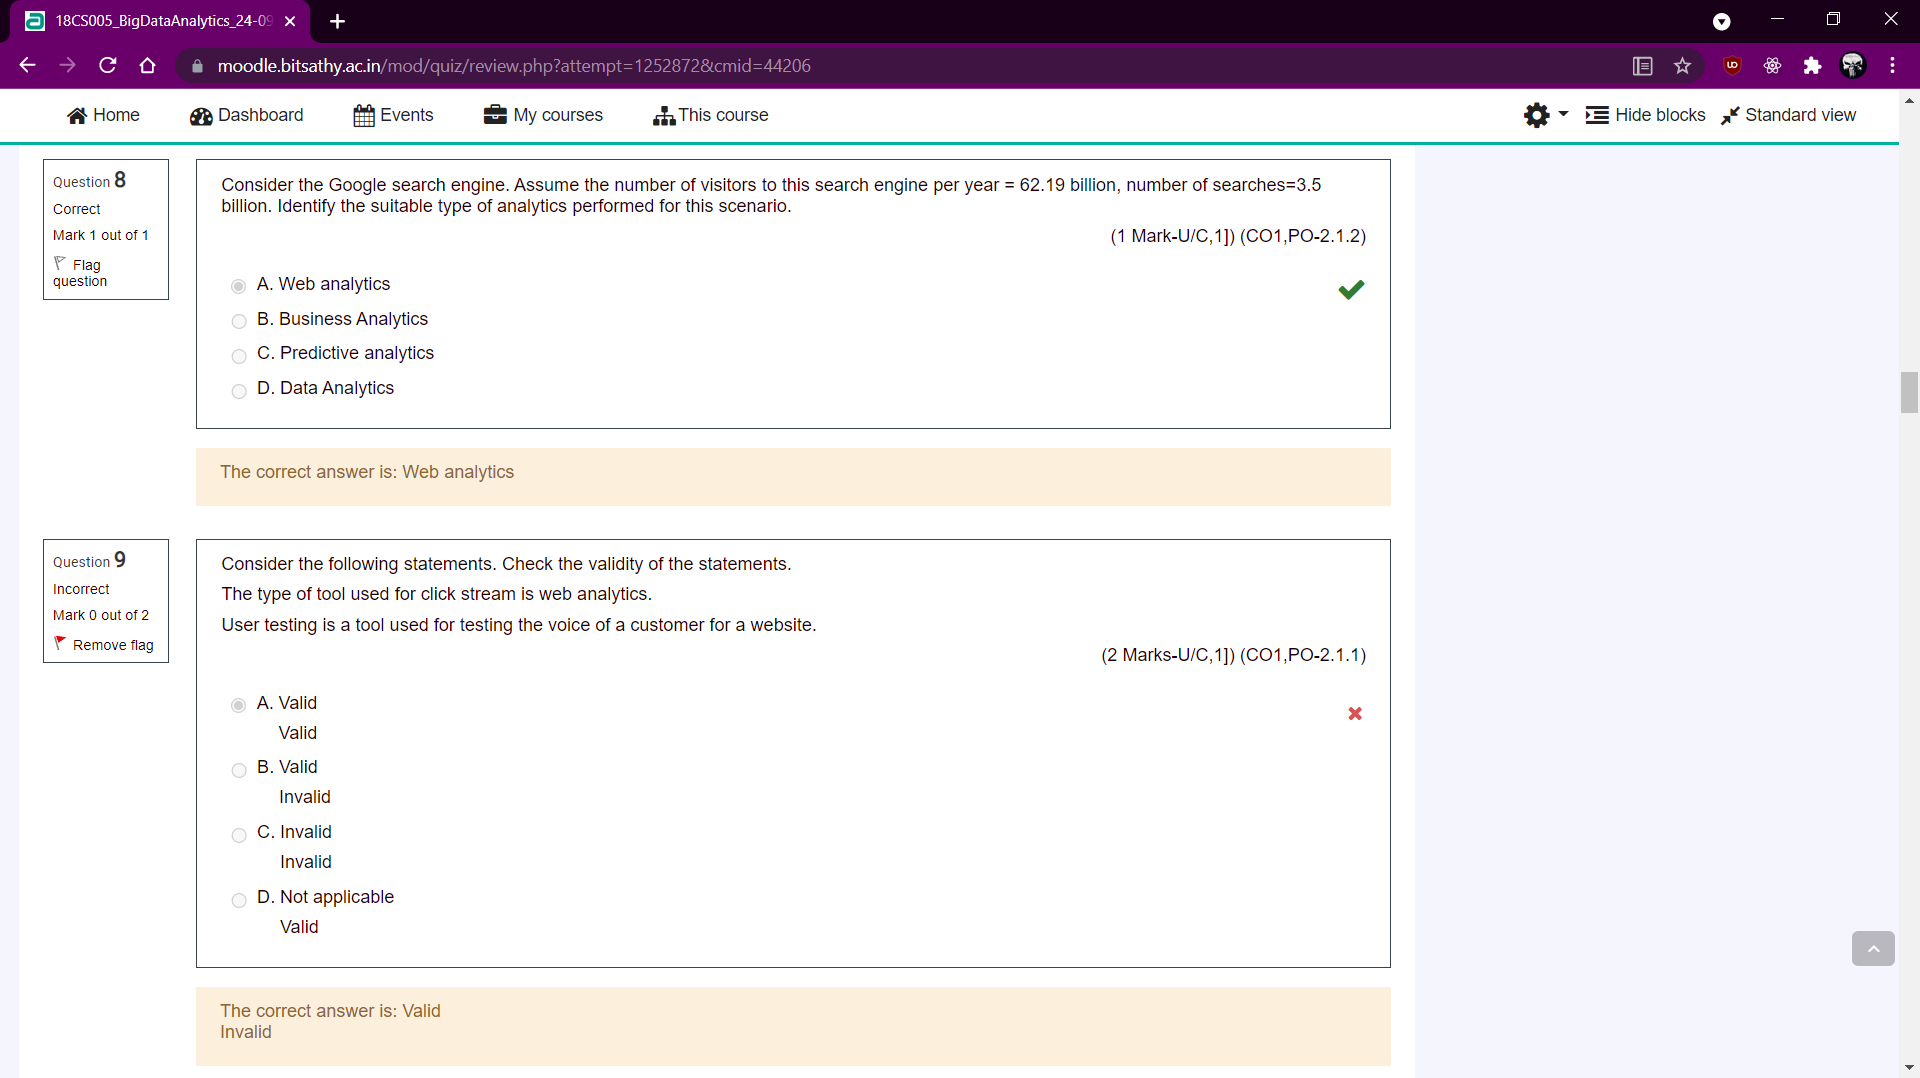 18CS005_BigDataAnalytics_24-09
moodle.bitsathy.ac.in/mod/quiz/review.php?attempt=1252872&cmid=44206
Home Dashboard Events My courses This course Hide blocks Standard view
Question 8
Correct
Mark 1 out of 1
Flag
question
Consider the Google search engine. Assume the number of visitors to this search engine per year = 62.19 billion, number of searches=3.5
billion. Identify the suitable type of analytics performed for this scenario.
(1 Mark-U/C,1]) (CO1,PO-2.1.2)
A. Web analytics
B. Business Analytics
C. Predictive analytics
D. Data Analytics
The correct answer is: Web analytics
Question 9
Incorrect
Mark 0 out of 2
Remove flag
Consider the following statements. Check the validity of the statements.
The type of tool used for click stream is web analytics.
User testing is a tool used for testing the voice of a customer for a website.
(2 Marks-U/C,1]) (CO1,PO-2.1.1)
A. Valid
Valid
B. Valid
Invalid
C. Invalid
Invalid
D. Not applicable
Valid
The correct answer is: Valid
Invalid